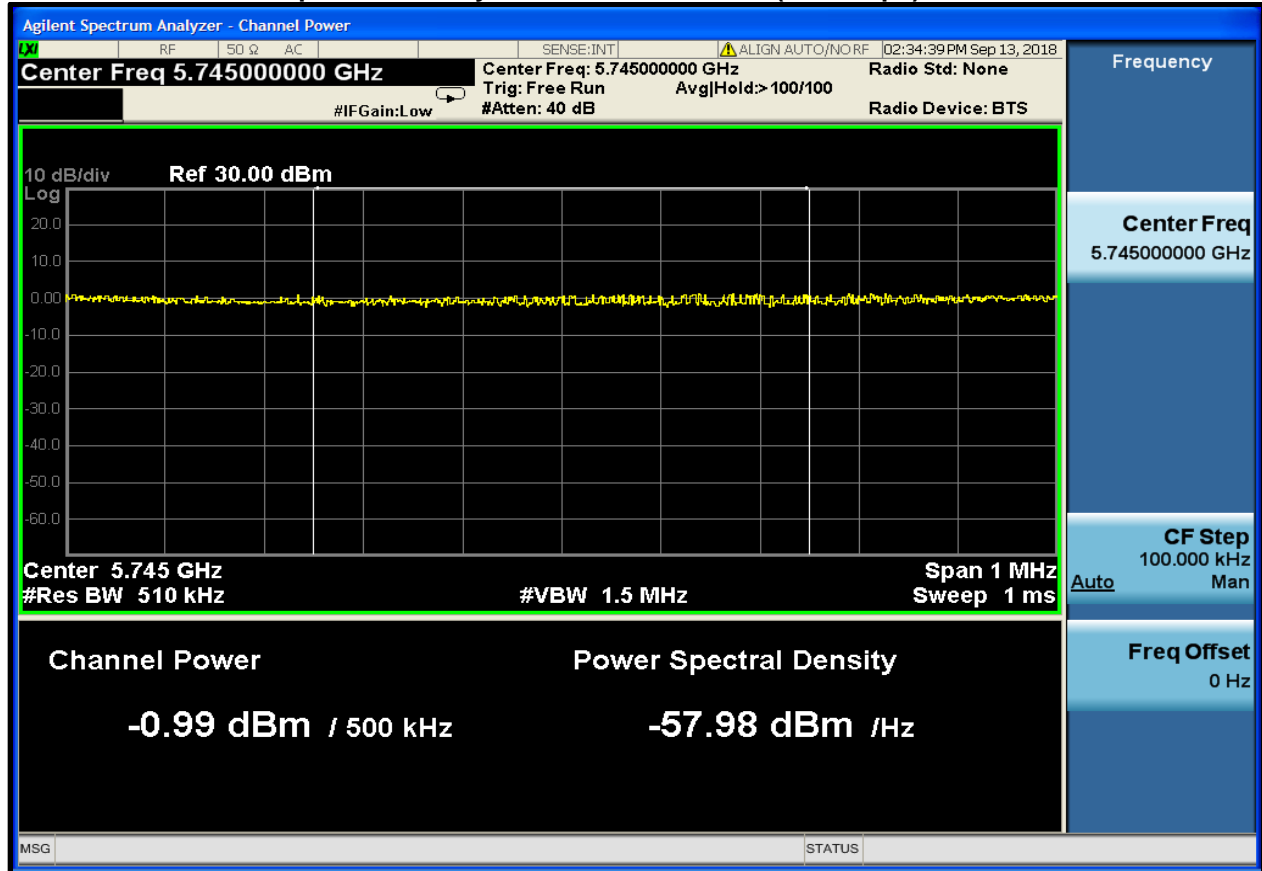 Agilent Spectrum Analyzer - Channel Power
LXI RF 50 Ω AC SENSE:INT ALIGN AUTO/NO RF 02:34:39 PM Sep 13, 2018
Center Freq 5.745000000 GHz
#IFGain:Low
Center Freq: 5.745000000 GHz
Trig: Free Run Avg|Hold:> 100/100
#Atten: 40 dB
Radio Std: None
Radio Device: BTS
10 dB/div Ref 30.00 dBm
Log
20.0
10.0
0.00
-10.0
-20.0
-30.0
-40.0
-50.0
-60.0
Center 5.745 GHz Span 1 MHz
#Res BW 510 kHz #VBW 1.5 MHz Sweep 1 ms
Channel Power Power Spectral Density
-0.99 dBm / 500 kHz -57.98 dBm /Hz
Frequency
Center Freq
5.745000000 GHz
CF Step
100.000 kHz
Auto Man
Freq Offset
0 Hz
MSG STATUS